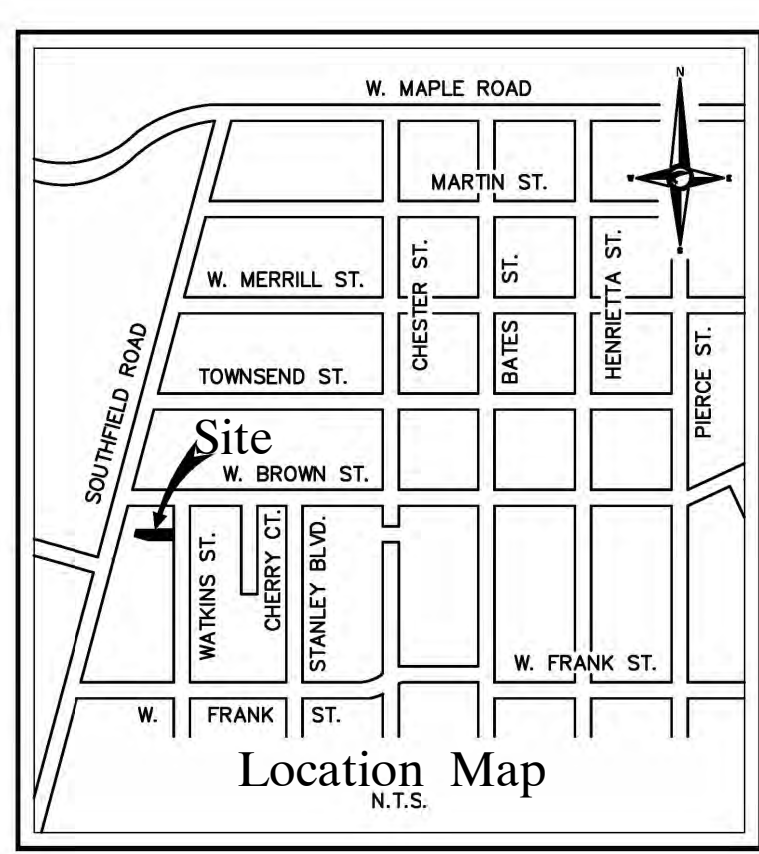 W. MAPLE ROAD
N
W
E
S
MARTIN ST.
W. MERRILL ST.
CHESTER ST.
BATES ST.
HENRIETTA ST.
PIERCE ST.
TOWNSEND ST.
SOUTHFIELD ROAD
Site
W. BROWN ST.
WATKINS ST.
CHERRY CT.
STANLEY BLVD.
W. FRANK ST.
W. FRANK ST.
Location Map
N.T.S.